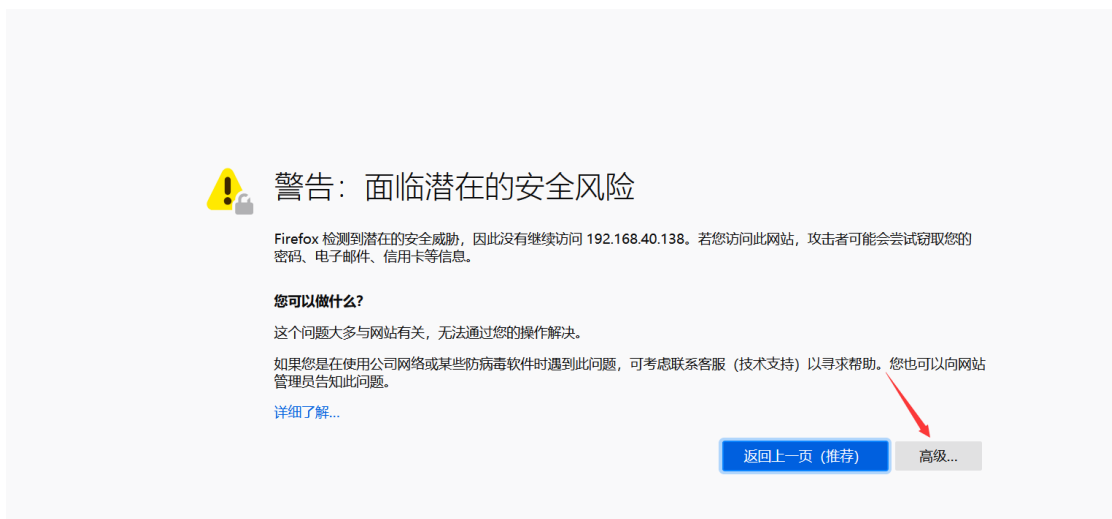 警告：面临潜在的安全风险
Firefox 检测到潜在的安全威胁，因此没有继续访问 192.168.40.138。若您访问此网站，攻击者可能会尝试窃取您的
密码、电子邮件、信用卡等信息。
您可以做什么?
这个问题大多与网站有关，无法通过您的操作解决。
如果您是在使用公司网络或某些防病毒软件时遇到此问题，可考虑联系客服（技术支持）以寻求帮助。您也可以向网站
管理员告知此问题。
详细了解...
返回上一页（推荐）
高级...